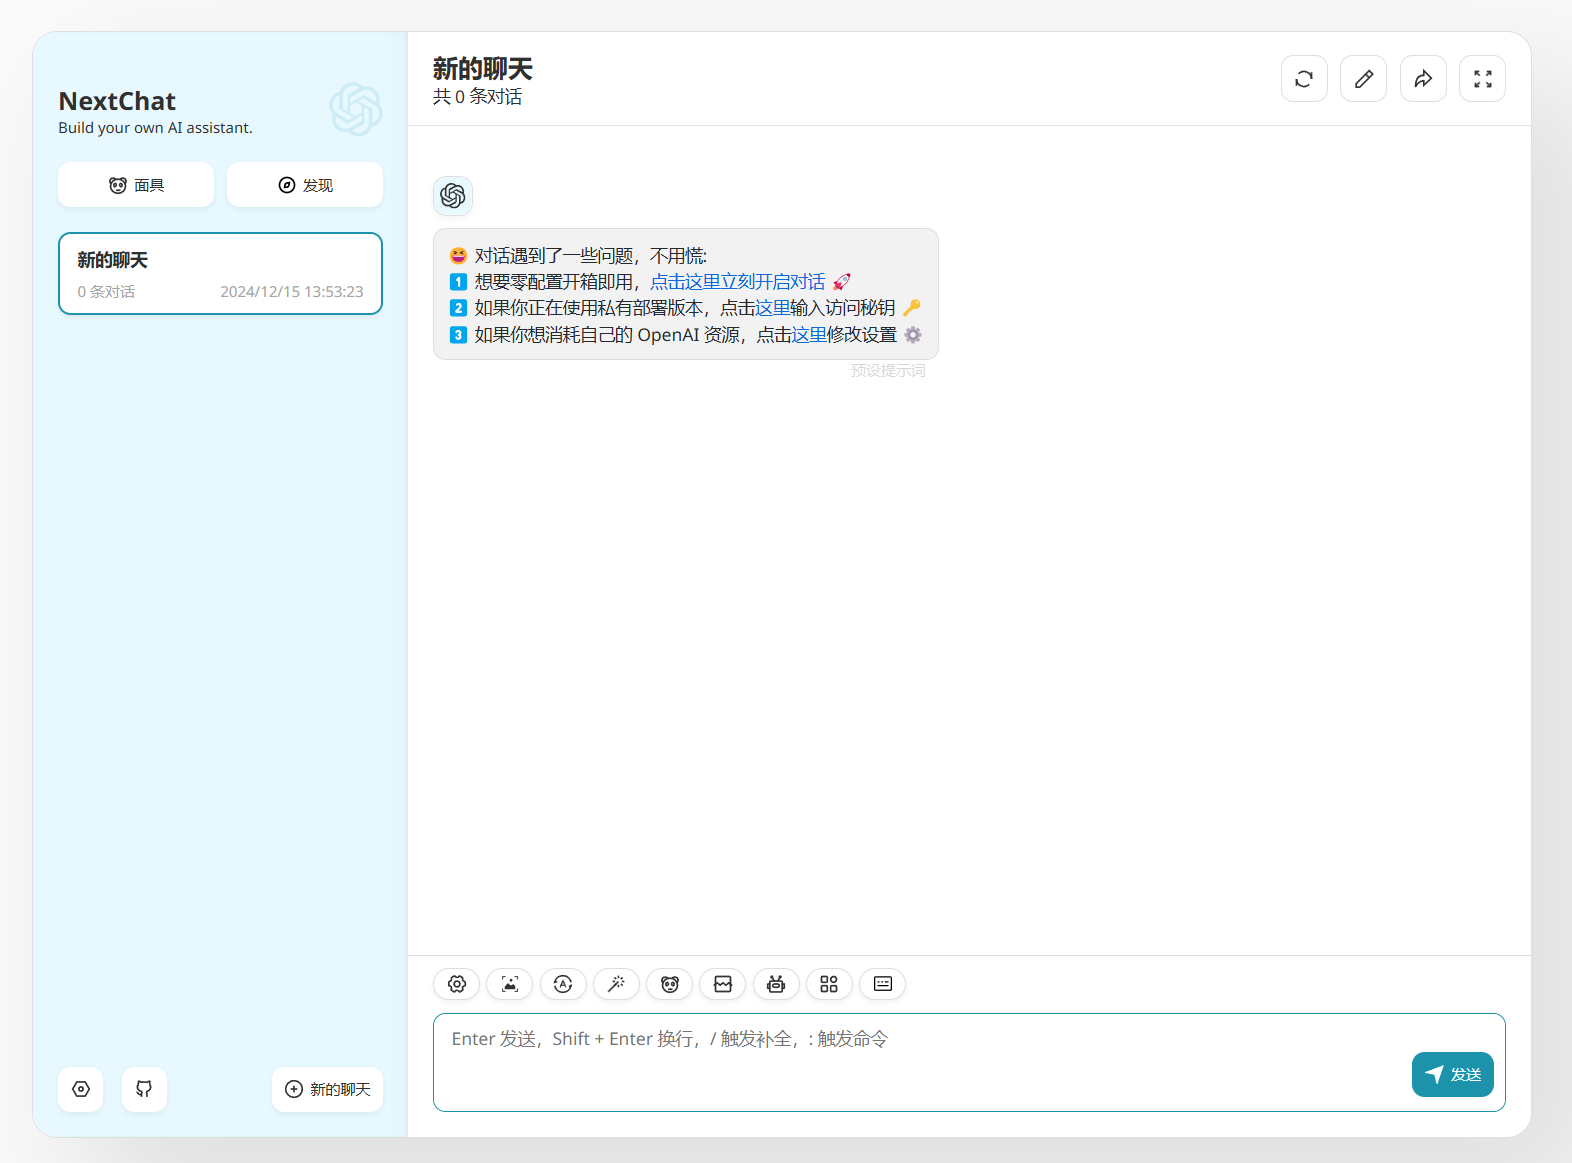 NextChat
Build your own AI assistant.
面具
发现
新的聊天
0 条对话 2024/12/15 13:53:23
新的聊天
新的聊天
共 0 条对话
😆 对话遇到了一些问题，不用慌:
1️⃣ 想要零配置开箱即用，点击这里立刻开启对话 🚀
2️⃣ 如果你正在使用私有部署版本，点击这里输入访问秘钥 🔑
3️⃣ 如果你想消耗自己的 OpenAI 资源，点击这里修改设置 ⚙️
预设提示词
Enter 发送，Shift + Enter 换行，/ 触发补全，: 触发命令
发送